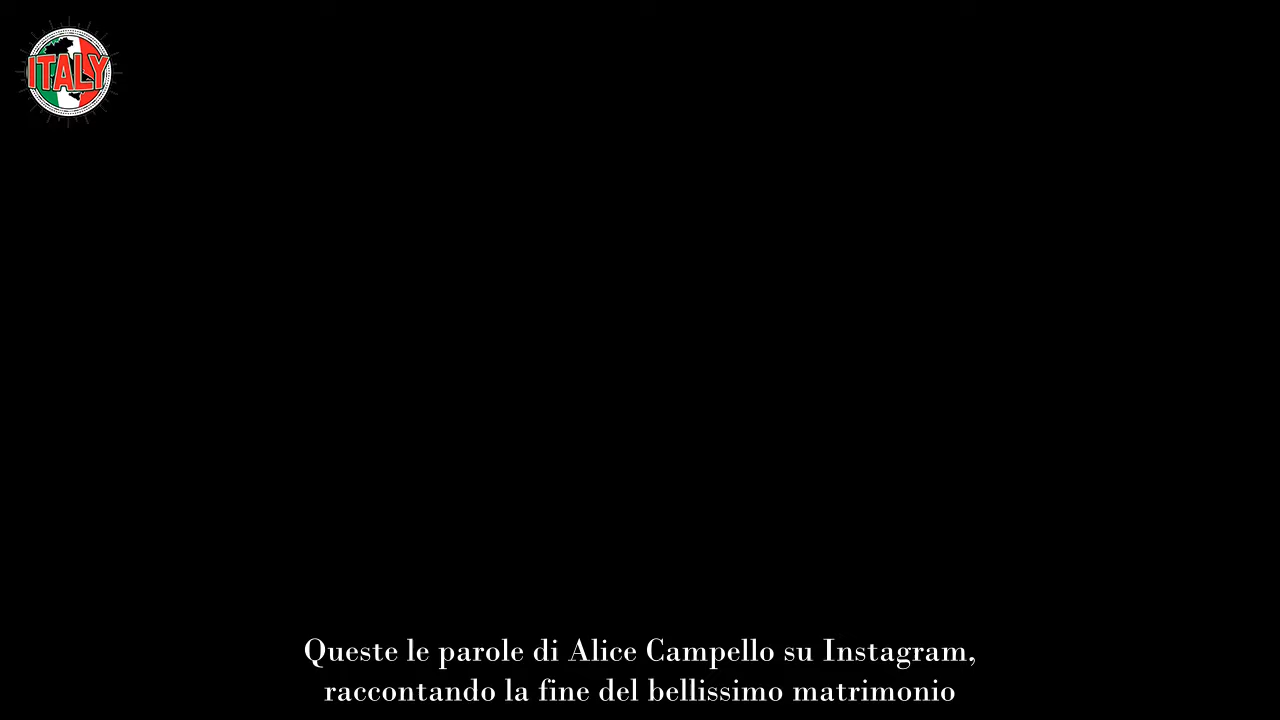 ITALY
Queste le parole di Alice Campello su Instagram,
raccontando la fine del bellissimo matrimonio